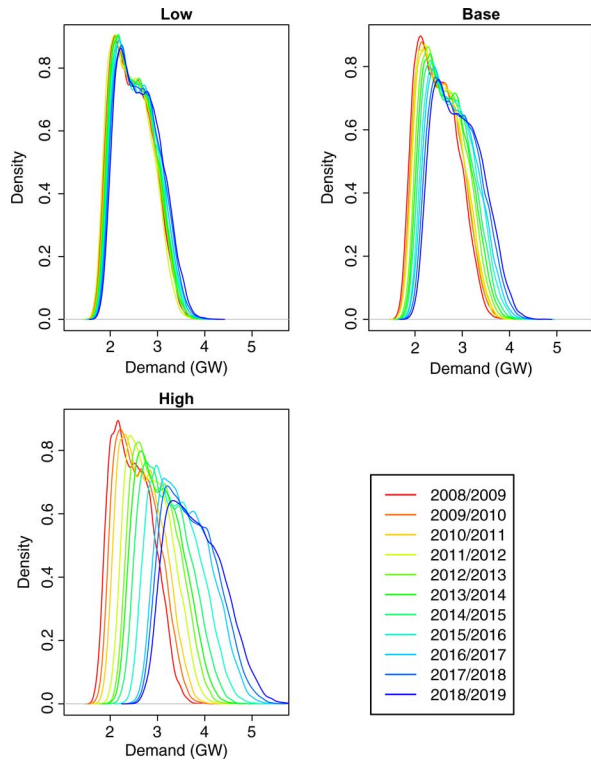 Low
Density
0.0 0.2 0.4 0.6 0.8
2 3 4 5
Demand (GW)
Base
Density
0.0 0.2 0.4 0.6 0.8
2 3 4 5
Demand (GW)
High
Density
0.0 0.2 0.4 0.6 0.8
2 3 4 5
Demand (GW)
2008/2009
2009/2010
2010/2011
2011/2012
2012/2013
2013/2014
2014/2015
2015/2016
2016/2017
2017/2018
2018/2019